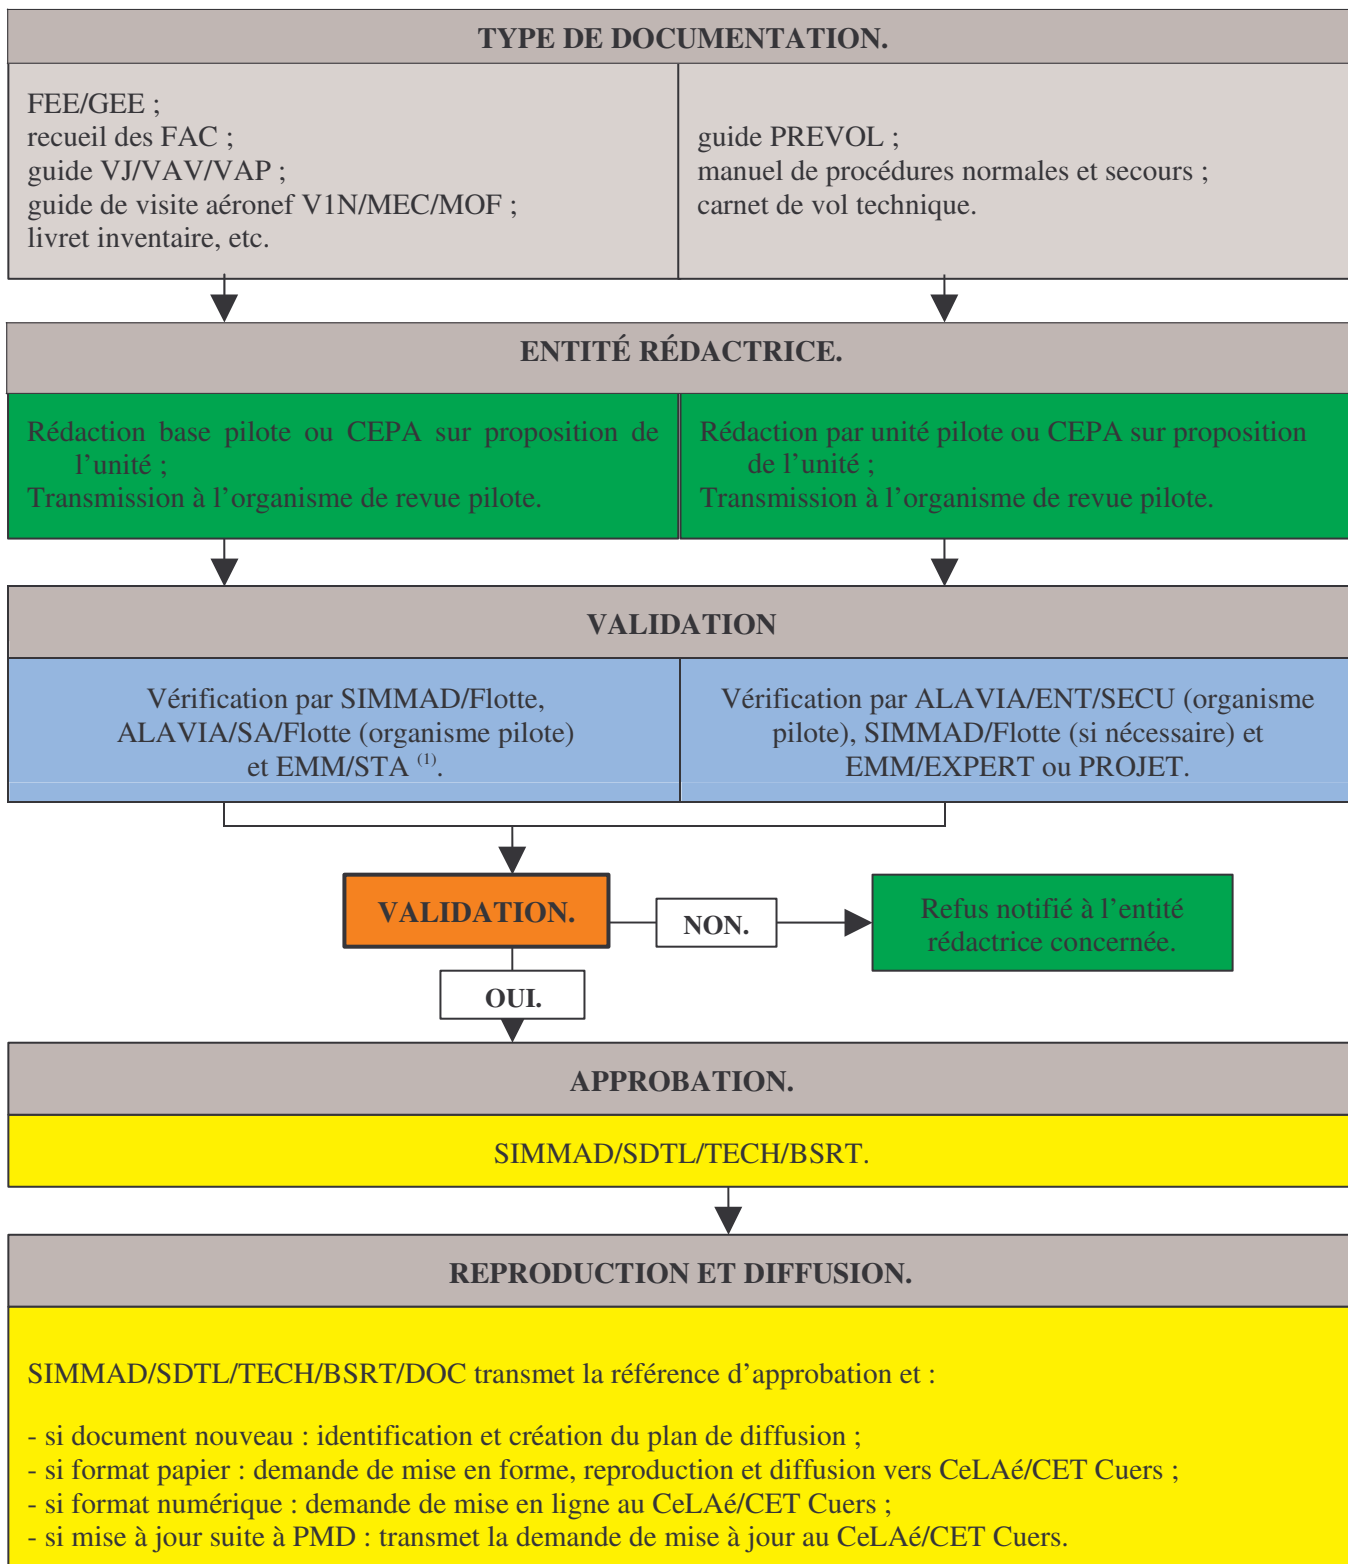 TYPE DE DOCUMENTATION.
FEE/GEE ;
recueil des FAC ;
guide VJ/VAV/VAP ;
guide de visite aéronef V1N/MEC/MOF ;
livret inventaire, etc.
guide PREVOL ;
manuel de procédures normales et secours ;
carnet de vol technique.
ENTITÉ RÉDACTRICE.
Rédaction base pilote ou CEPA sur proposition de
l’unité ;
Transmission à l’organisme de revue pilote.
Rédaction par unité pilote ou CEPA sur proposition
de l’unité ;
Transmission à l’organisme de revue pilote.
VALIDATION
Vérification par SIMMAD/Flotte,
ALAVIA/SA/Flotte (organisme pilote)
et EMM/STA (1).
Vérification par ALAVIA/ENT/SECU (organisme
pilote), SIMMAD/Flotte (si nécessaire) et
EMM/EXPERT ou PROJET.
VALIDATION.
NON.
Refus notifié à l’entité
rédactrice concernée.
OUI.
APPROBATION.
SIMMAD/SDTL/TECH/BSRT.
REPRODUCTION ET DIFFUSION.
SIMMAD/SDTL/TECH/BSRT/DOC transmet la référence d’approbation et :
- si document nouveau : identification et création du plan de diffusion ;
- si format papier : demande de mise en forme, reproduction et diffusion vers CeLAé/CET Cuers ;
- si format numérique : demande de mise en ligne au CeLAé/CET Cuers ;
- si mise à jour suite à PMD : transmet la demande de mise à jour au CeLAé/CET Cuers.